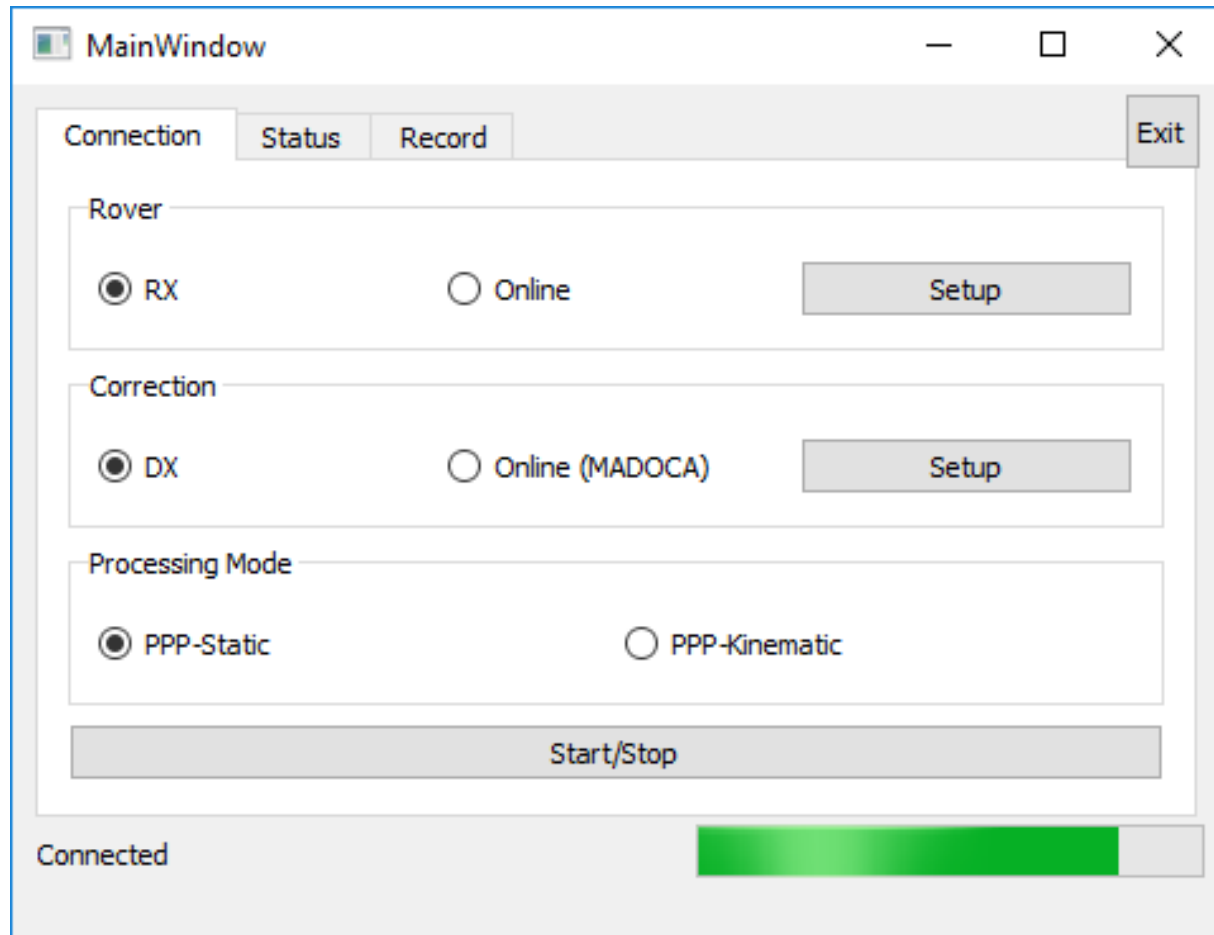 MainWindow
Connection Status Record Exit
Rover
RX Online Setup
Correction
DX Online (MADOCA) Setup
Processing Mode
PPP-Static PPP-Kinematic
Start/Stop
Connected